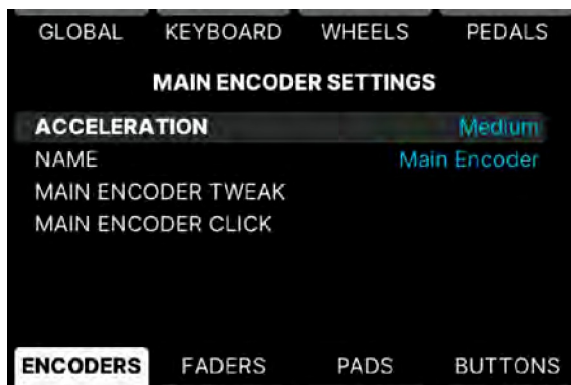 GLOBAL KEYBOARD WHEELS PEDALS
MAIN ENCODER SETTINGS
ACCELERATION Medium
NAME Main Encoder
MAIN ENCODER TWEAK
MAIN ENCODER CLICK
ENCODERS FADERS PADS BUTTONS